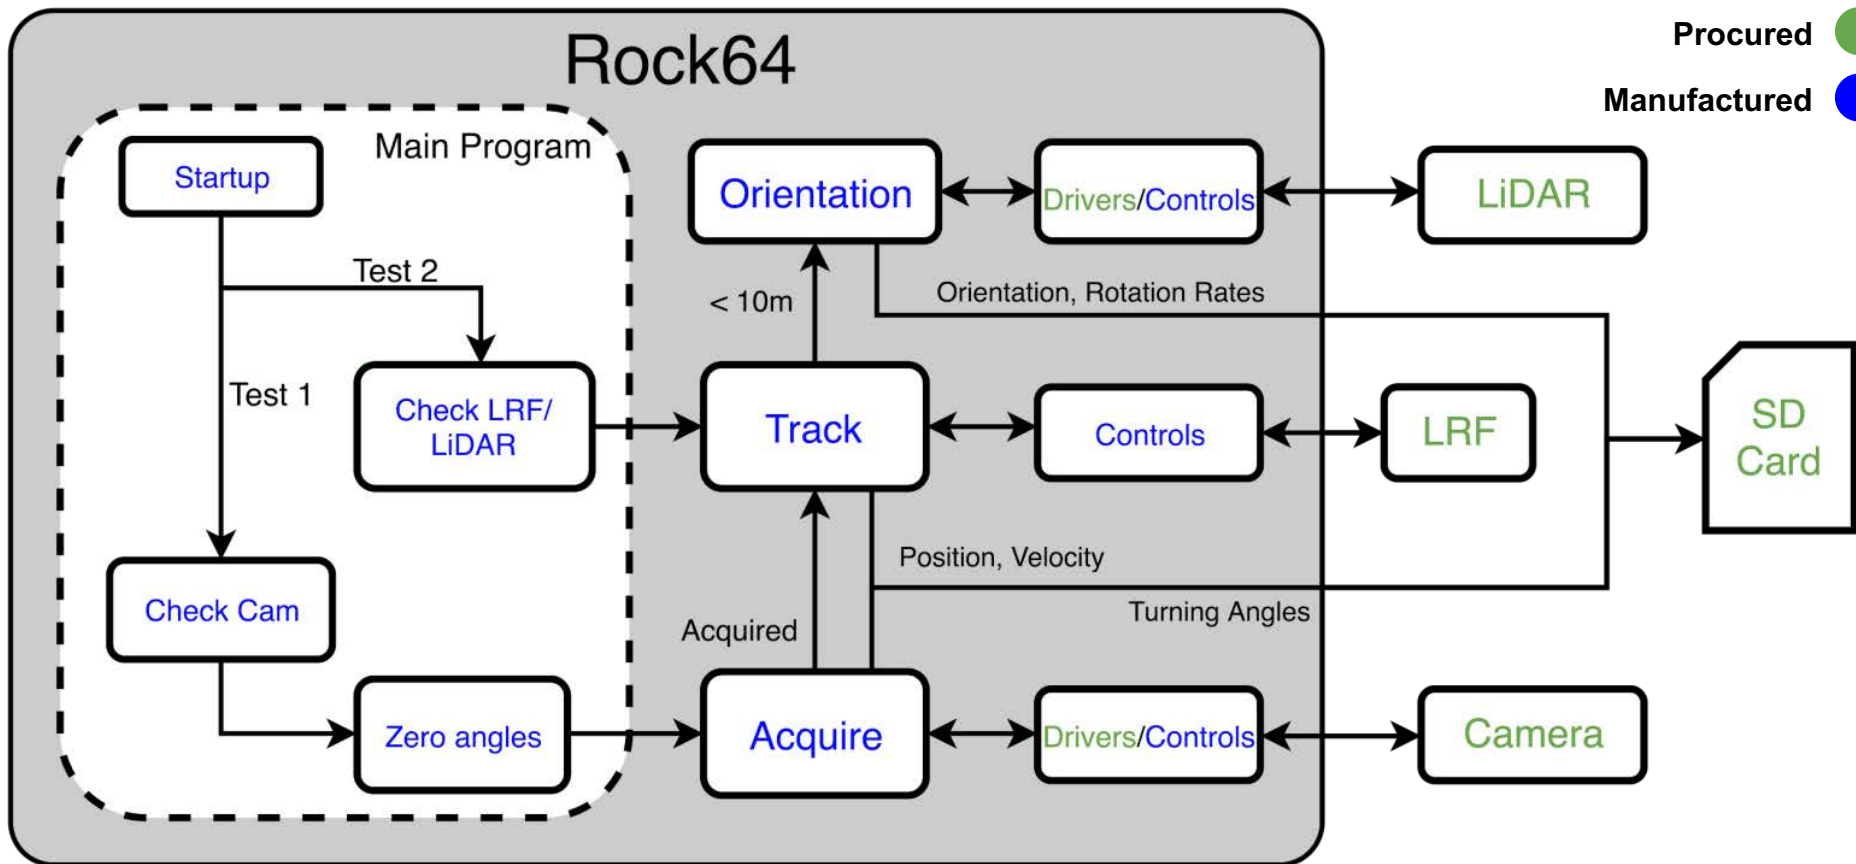 Rock64
Procured
Manufactured
Main Program
Startup
Test 2
Test 1
Check LRF/
LiDAR
Check Cam
Zero angles
Orientation
Drivers/Controls
LiDAR
< 10m
Orientation, Rotation Rates
Track
Controls
LRF
SD
Card
Position, Velocity
Turning Angles
Acquired
Acquire
Drivers/Controls
Camera